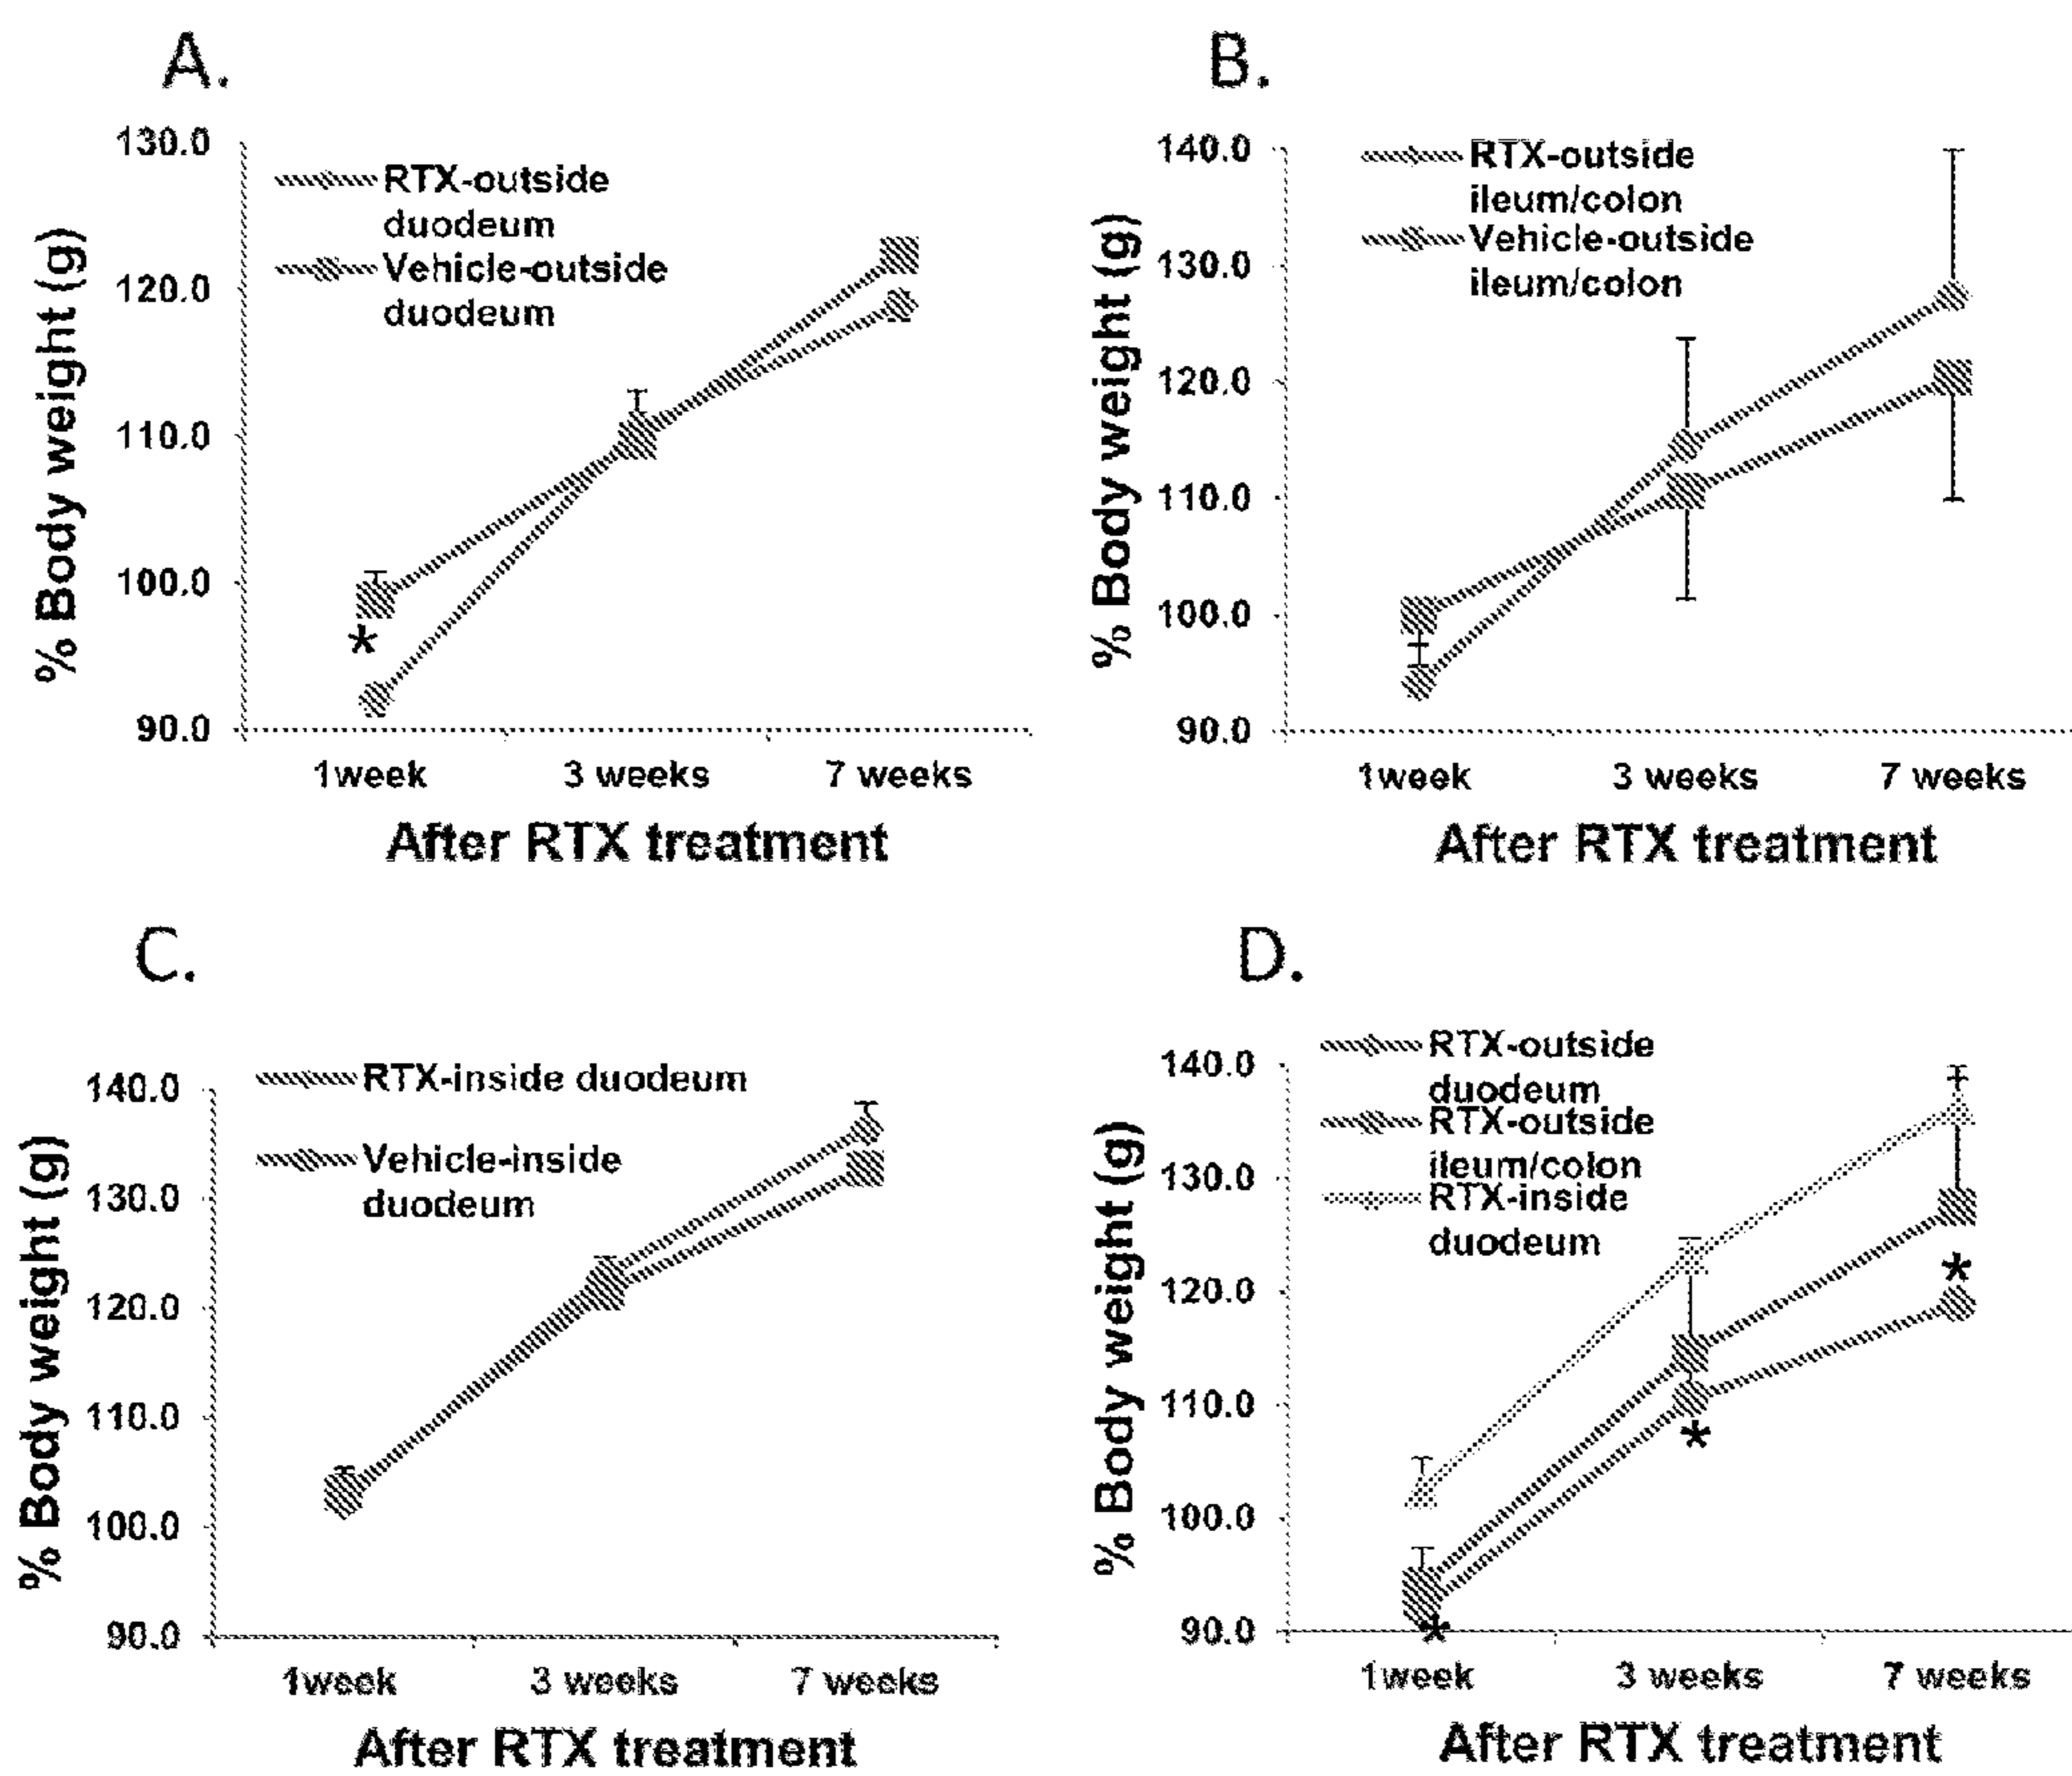 A.
% Body weight (g)
130.0
120.0
110.0
100.0
90.0
RTX-outside
duodeum
Vehicle-outside
duodeum
*
1week 3 weeks 7 weeks
After RTX treatment
B.
% Body weight (g)
140.0
130.0
120.0
110.0
100.0
90.0
RTX-outside
ileum/colon
Vehicle-outside
ileum/colon
1week 3 weeks 7 weeks
After RTX treatment
C.
% Body weight (g)
140.0
130.0
120.0
110.0
100.0
90.0
RTX-inside duodeum
Vehicle-inside
duodeum
1week 3 weeks 7 weeks
After RTX treatment
D.
% Body weight (g)
140.0
130.0
120.0
110.0
100.0
90.0
RTX-outside
duodeum
RTX-outside
ileum/colon
RTX-inside
duodeum
*
*
*
1week 3 weeks 7 weeks
After RTX treatment